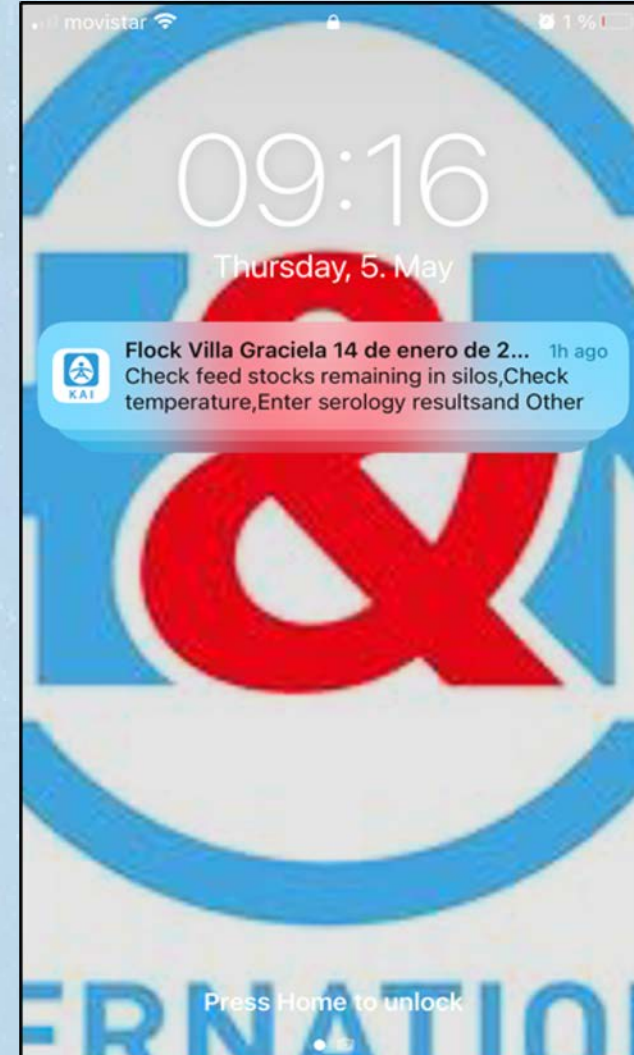 movistar
1 %
09:16
Thursday, 5. May
Flock Villa Graciela 14 de enero de 2... 1h ago
Check feed stocks remaining in silos,Check
temperature,Enter serology resultsand Other
KAI
&
ERNATIO
Press Home to unlock